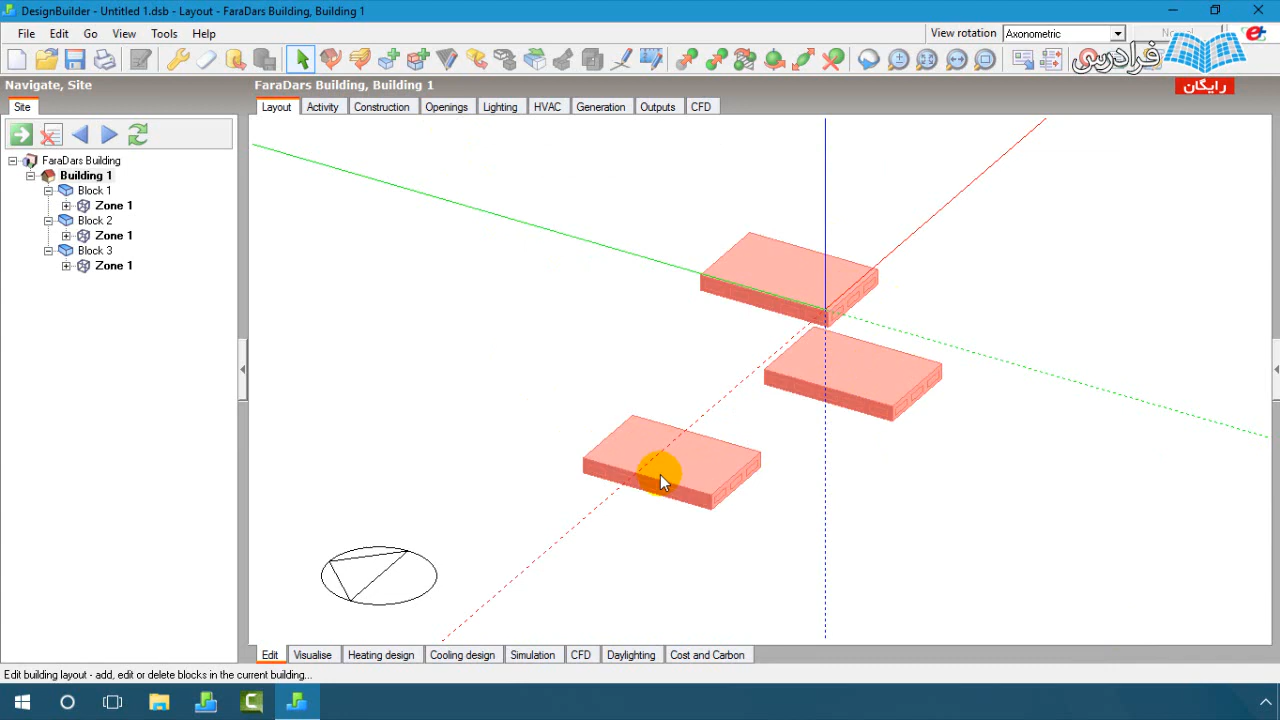 DesignBuilder - Untitled 1.dsb - Layout - FaraDars Building, Building 1
File Edit Go View Tools Help
View rotation Axonometric
فرادرس
رایگان
Navigate, Site
FaraDars Building, Building 1
Site
Layout Activity Construction Openings Lighting HVAC Generation Outputs CFD
FaraDars Building
Building 1
Block 1
Zone 1
Block 2
Zone 1
Block 3
Zone 1
Edit Visualise Heating design Cooling design Simulation CFD Daylighting Cost and Carbon
Edit building layout - add, edit or delete blocks in the current building...